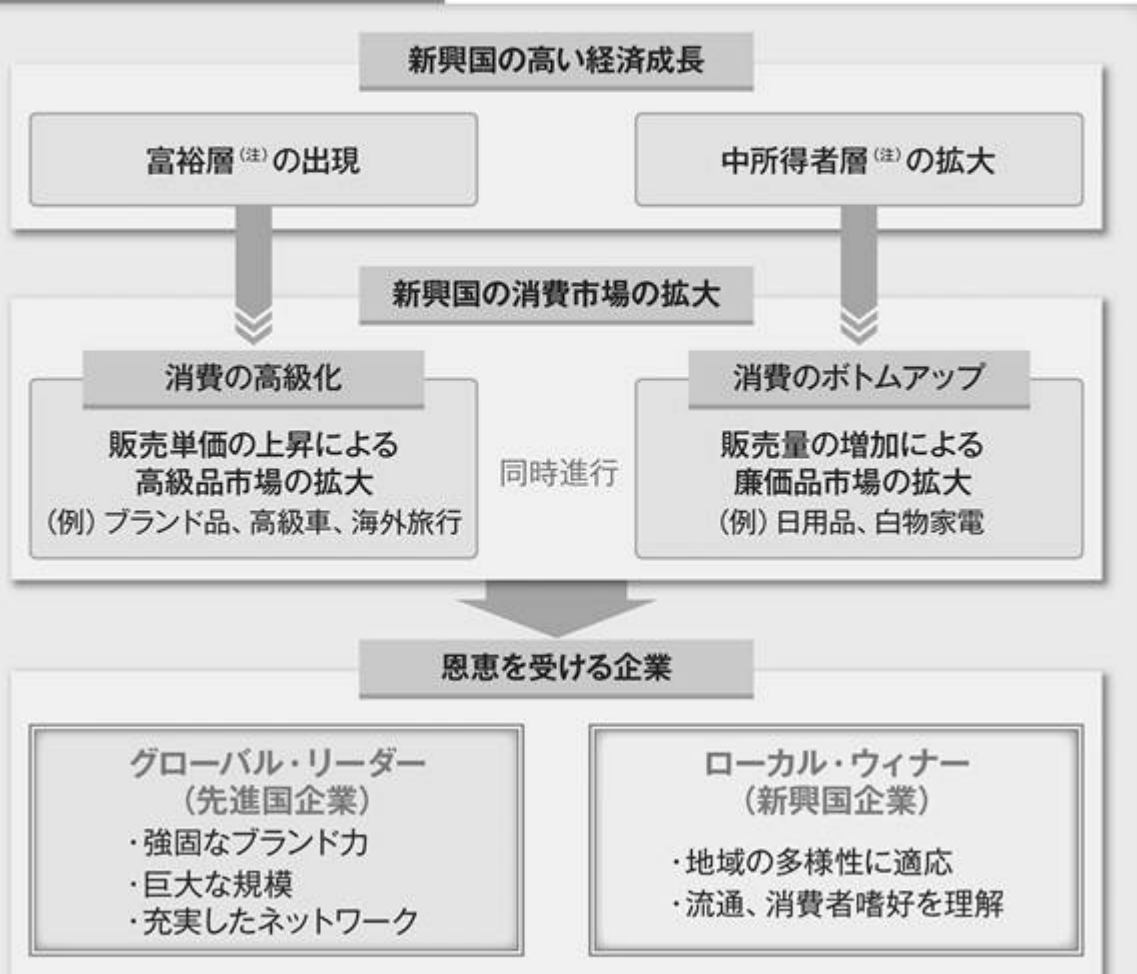 新興国の高い経済成長
富裕層(注)の出現
中所得者層(注)の拡大
新興国の消費市場の拡大
消費の高級化
販売単価の上昇による
高級品市場の拡大
(例)ブランド品、高級車、海外旅行
同時進行
消費のボトムアップ
販売量の増加による
廉価品市場の拡大
(例)日用品、白物家電
恩恵を受ける企業
グローバル・リーダー
(先進国企業)
・強固なブランド力
・巨大な規模
・充実したネットワーク
ローカル・ウィナー
(新興国企業)
・地域の多様性に適応
・流通、消費者嗜好を理解